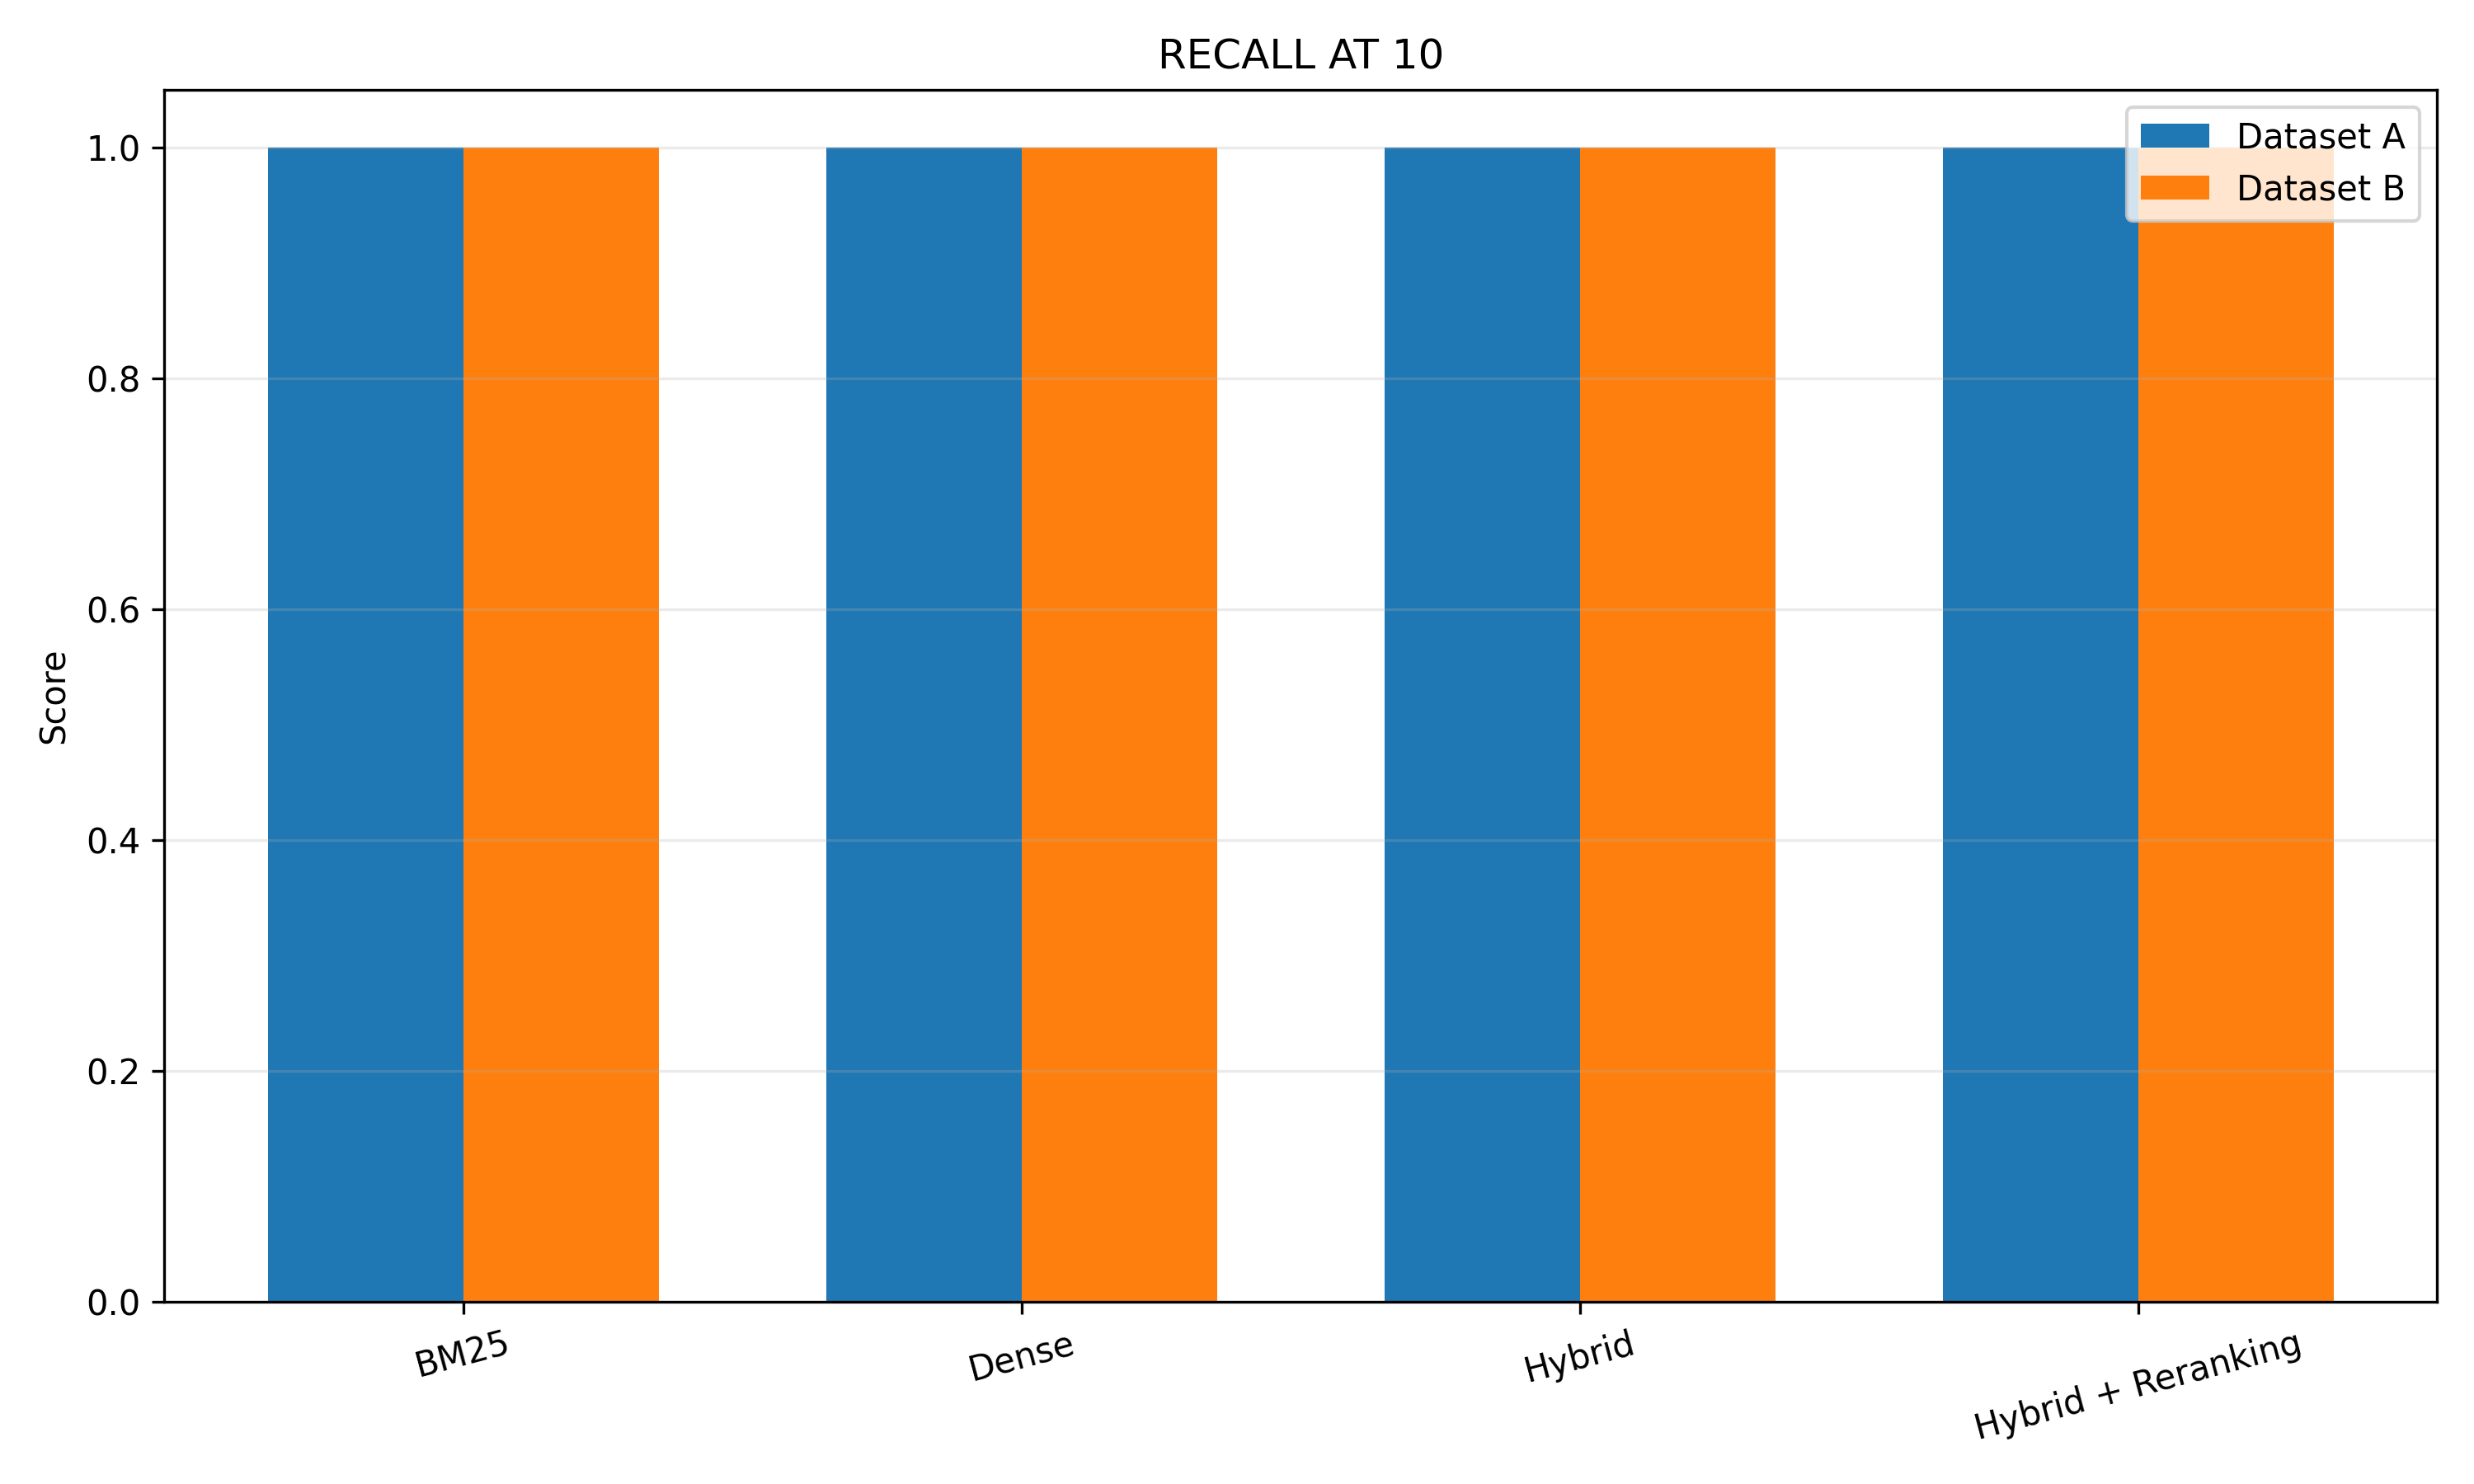 RECALL AT 10
Dataset A
Dataset B
Score
1.0
0.8
0.6
0.4
0.2
0.0
BM25
Dense
Hybrid
Hybrid + Reranking